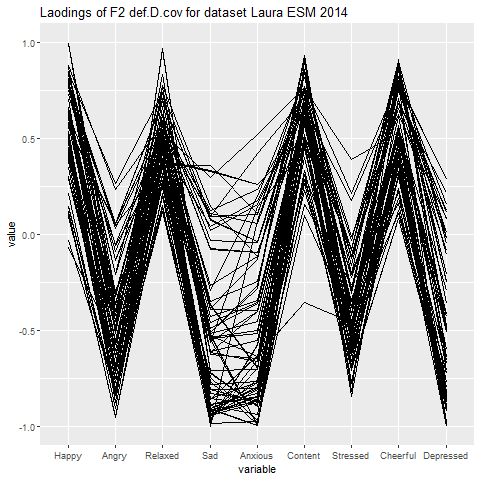 Laodings of F2 def.D.cov for dataset Laura ESM 2014
1.0
0.5
0.0
-0.5
-1.0
value
Happy Angry Relaxed Sad Anxious Content Stressed Cheerful Depressed
variable